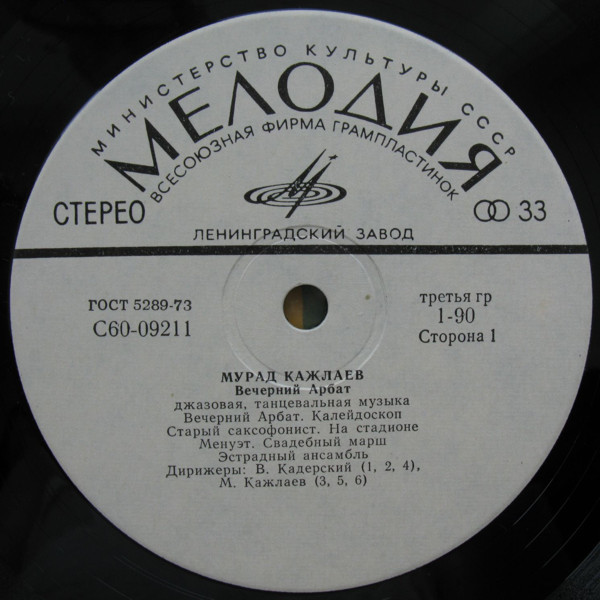 МИНИСТЕРСТВО КУЛЬТУРЫ СССР
МЕЛОДИЯ
ВСЕСОЮЗНАЯ ФИРМА ГРАМПЛАСТИНОК
СТЕРЕО
33
ЛЕНИНГРАДСКИЙ ЗАВОД
ГОСТ 5289-73
С60-09211
третья гр
1-90
Сторона 1
МУРАД КАЖЛАЕВ
Вечерний Арбат
джазовая, танцевальная музыка
Вечерний Арбат. Калейдоскоп
Старый саксофонист. На стадионе
Менуэт. Свадебный марш
Эстрадный ансамбль
Дирижеры: В. Кадерский (1, 2, 4),
М. Кажлаев (3, 5, 6)